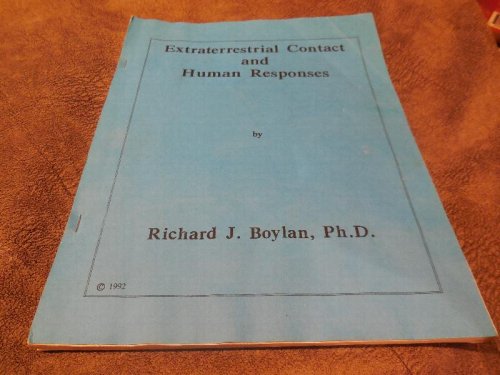 Extraterrestrial Contact
and
Human Responses
by
Richard J. Boylan, Ph.D.
© 1992